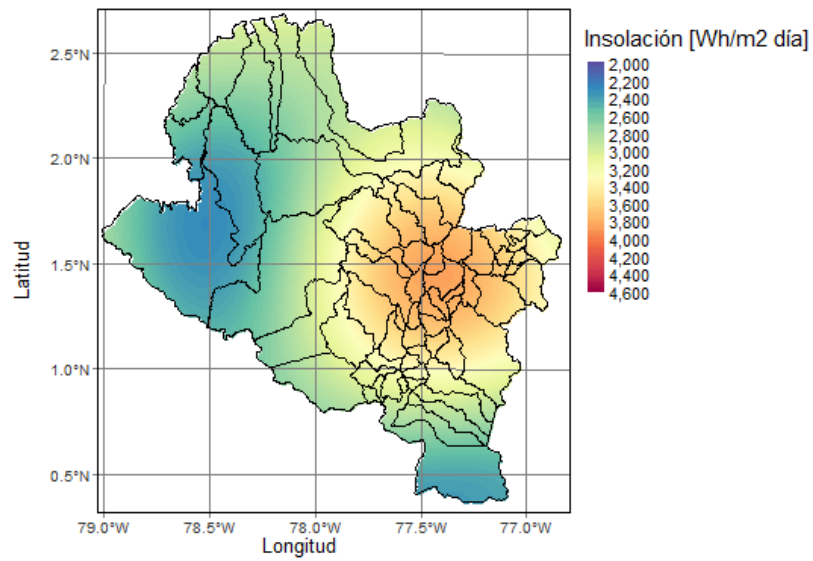 Insolación [Wh/m2 día]
2,000
2,200
2,400
2,600
2,800
3,000
3,200
3,400
3,600
3,800
4,000
4,200
4,400
4,600
Latitud
2.5°N
2.0°N
1.5°N
1.0°N
0.5°N
79.0°W 78.5°W 78.0°W 77.5°W 77.0°W
Longitud